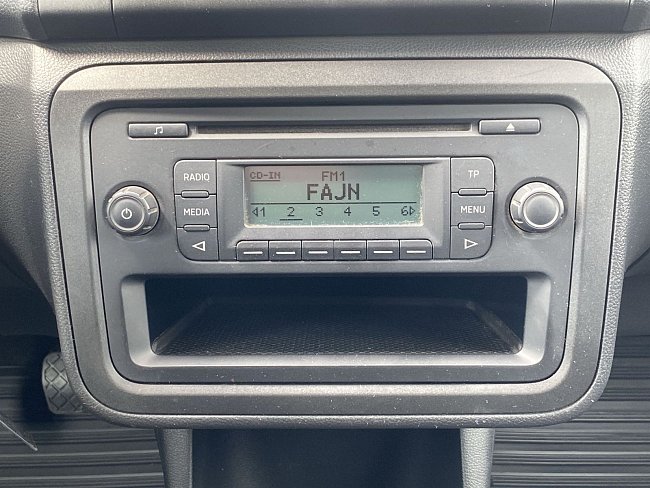 RADIO
MEDIA
CD-IN FM1
FAJN
1 2 3 4 5 6
TP
MENU